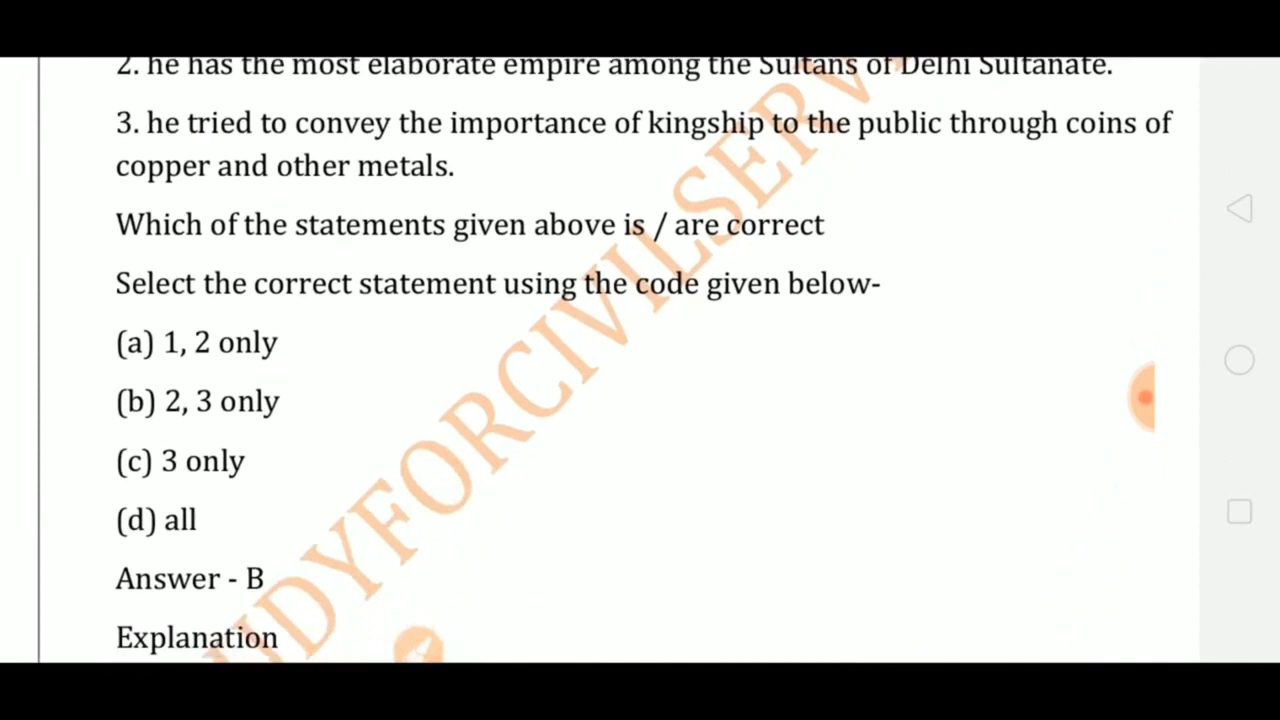 2. he has the most elaborate empire among the Sultans of Delhi Sultanate.
3. he tried to convey the importance of kingship to the public through coins of
copper and other metals.
Which of the statements given above is / are correct
Select the correct statement using the code given below-
(a) 1, 2 only
(b) 2, 3 only
(c) 3 only
(d) all
Answer - B
Explanation
UDYFORCIVILSERV